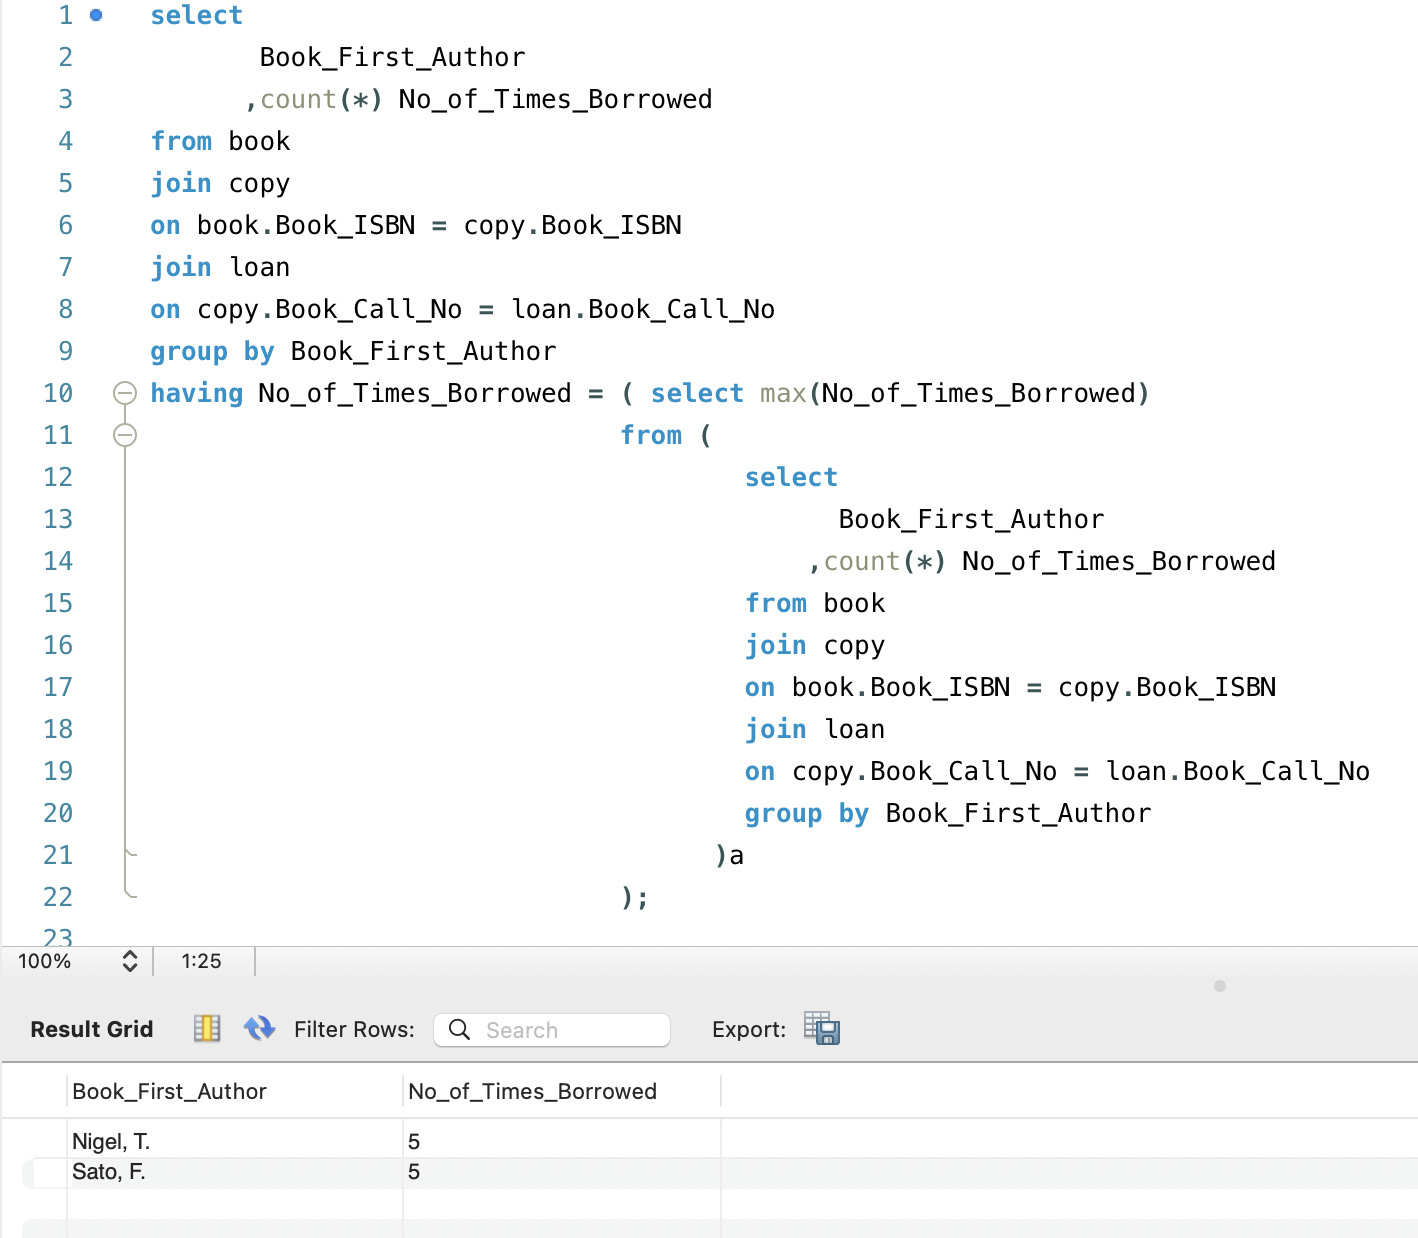 1 select
2 Book_First_Author
3 ,count(*) No_of_Times_Borrowed
4 from book
5 join copy
6 on book.Book_ISBN = copy.Book_ISBN
7 join loan
8 on copy.Book_Call_No = loan.Book_Call_No
9 group by Book_First_Author
10 having No_of_Times_Borrowed = ( select max(No_of_Times_Borrowed)
11 from (
12 select
13 Book_First_Author
14 ,count(*) No_of_Times_Borrowed
15 from book
16 join copy
17 on book.Book_ISBN = copy.Book_ISBN
18 join loan
19 on copy.Book_Call_No = loan.Book_Call_No
20 group by Book_First_Author
21 )a
22 );
23
100% 1:25
Result Grid Filter Rows: Search Export:
Book_First_Author No_of_Times_Borrowed
Nigel, T. 5
Sato, F. 5